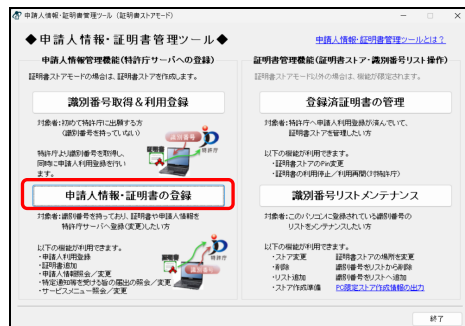 申請人情報・証明書管理ツール (証明書ストアモード)
◆申請人情報・証明書管理ツール◆
申請人情報・証明書管理ツールとは?
申請人情報管理機能(特許庁サーバへの登録)
証明書ストアモードの場合は、証明書ストアを作成します。
識別番号取得&利用登録
対象者:初めて特許庁に出願する方
(識別番号を持っていない)
特許庁より識別番号を取得し、
同時に申請人利用登録を行い
ます。
識別番号
証明書
特許庁
申請人情報・証明書の登録
対象者:識別番号を持っており、証明書や申請人情報を
特許庁サーバへ登録(変更)したい方
以下の機能が利用できます。
・申請人利用登録
・証明書追加
・申請人情報照会/変更
・特定通知等を受ける旨の届出の照会/変更
・サービスメニュー照会/変更
証明書
特許庁
識別番号
証明書管理機能(証明書ストア・識別番号リスト操作)
証明書ストアモード以外の場合は、機能が限定されます。
登録済証明書の管理
対象者:特許庁へ申請人利用登録が済んでいて、
証明書ストアを管理したい方
以下の機能が利用できます。
・証明書ストアのPin変更
・証明書の利用停止/利用再開(対特許庁)
識別番号リストメンテナンス
対象者:このパソコンに登録されている識別番号の
リストをメンテナンスしたい方
以下の機能が利用できます。
・ストア変更 証明書ストアの場所を変更
・削除 識別番号をリストから削除
・リスト追加 識別番号をリストへ追加
・ストア作成準備 PC限定ストア作成情報の出力
終了